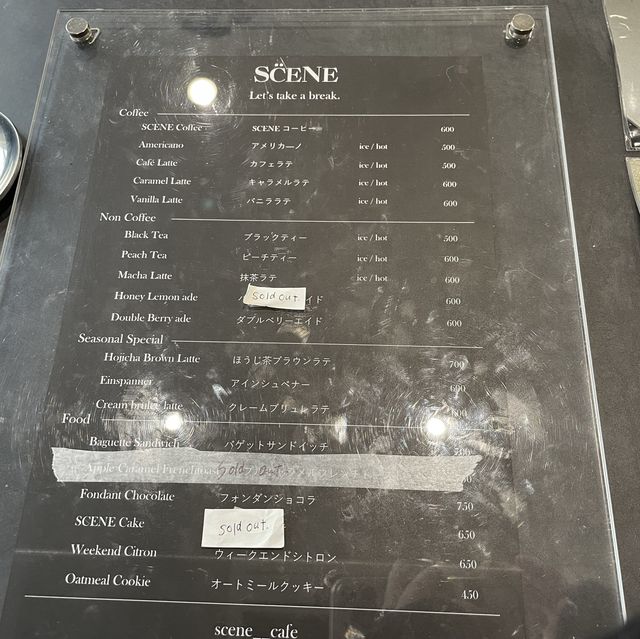 SCENE
Let's take a break.
Coffee
SCENE Coffee SCENE コーヒー 600
Americano アメリカーノ ice / hot 500
Café Latte カフェラテ ice / hot 500
Caramel Latte キャラメルラテ ice / hot 600
Vanilla Latte バニララテ ice / hot 600
Non Coffee
Black Tea ブラックティー ice / hot 500
Peach Tea ピーチティー ice / hot 600
Macha Latte 抹茶ラテ ice / hot 600
Honey Lemon ade sold out. イド 600
Double Berry ade ダブルベリーエイド 600
Seasonal Special
Hojicha Brown Latte ほうじ茶ブラウンラテ 700
Einspanner アインシュペナー 600
Cream brulee latte クレームブリュレラテ
Food
Baguette Sandwich バゲットサンドイッチ
Apple Caramel Frenchtoast Sold out.
Fondant Chocolate フォンダンショコラ 750
SCENE Cake sold out. 650
Weekend Citron ウィークエンドシトロン 650
Oatmeal Cookie オートミールクッキー 450
scene__cafe